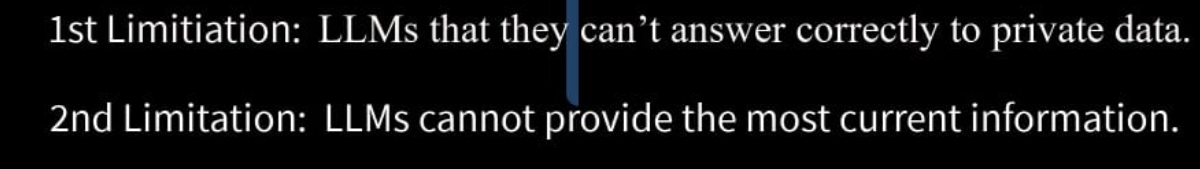 1st Limitiation: LLMs that they can’t answer correctly to private data.
2nd Limitation: LLMs cannot provide the most current information.